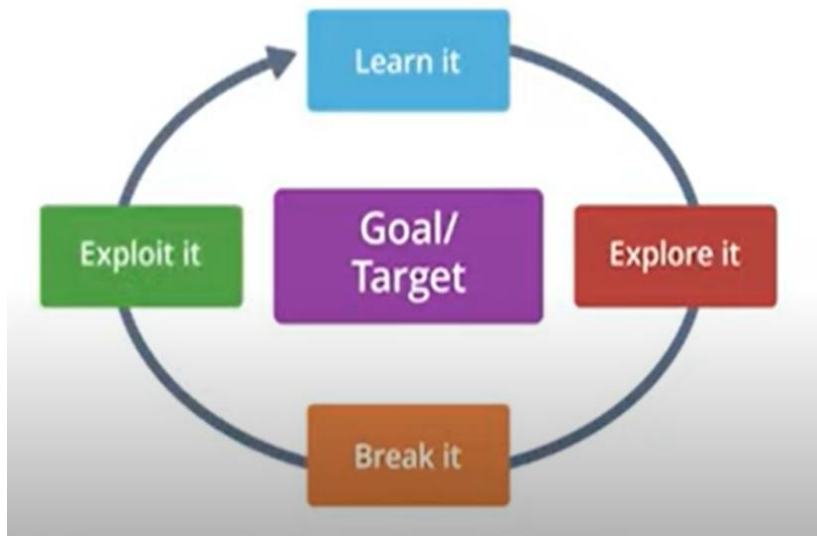 Learn it
Exploit it
Goal/
Target
Explore it
Break it